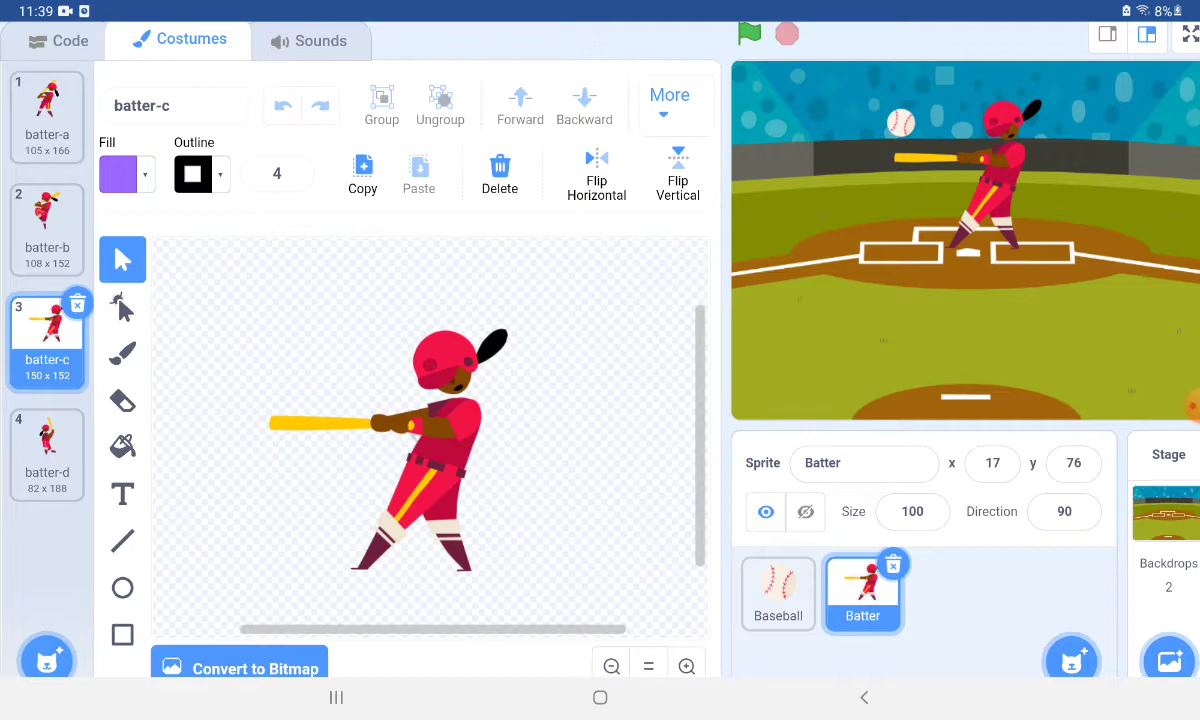 11:39
8%
Code
Costumes
Sounds
1
batter-a
105 x 166
2
batter-b
108 x 152
3
batter-c
150 x 152
4
batter-d
82 x 188
batter-c
Group
Ungroup
Forward
Backward
More
Fill
Outline
4
Copy
Paste
Delete
Flip
Horizontal
Flip
Vertical
T
Convert to Bitmap
Sprite
Batter
x
17
y
76
Size
100
Direction
90
Baseball
Batter
Stage
Backdrops
2